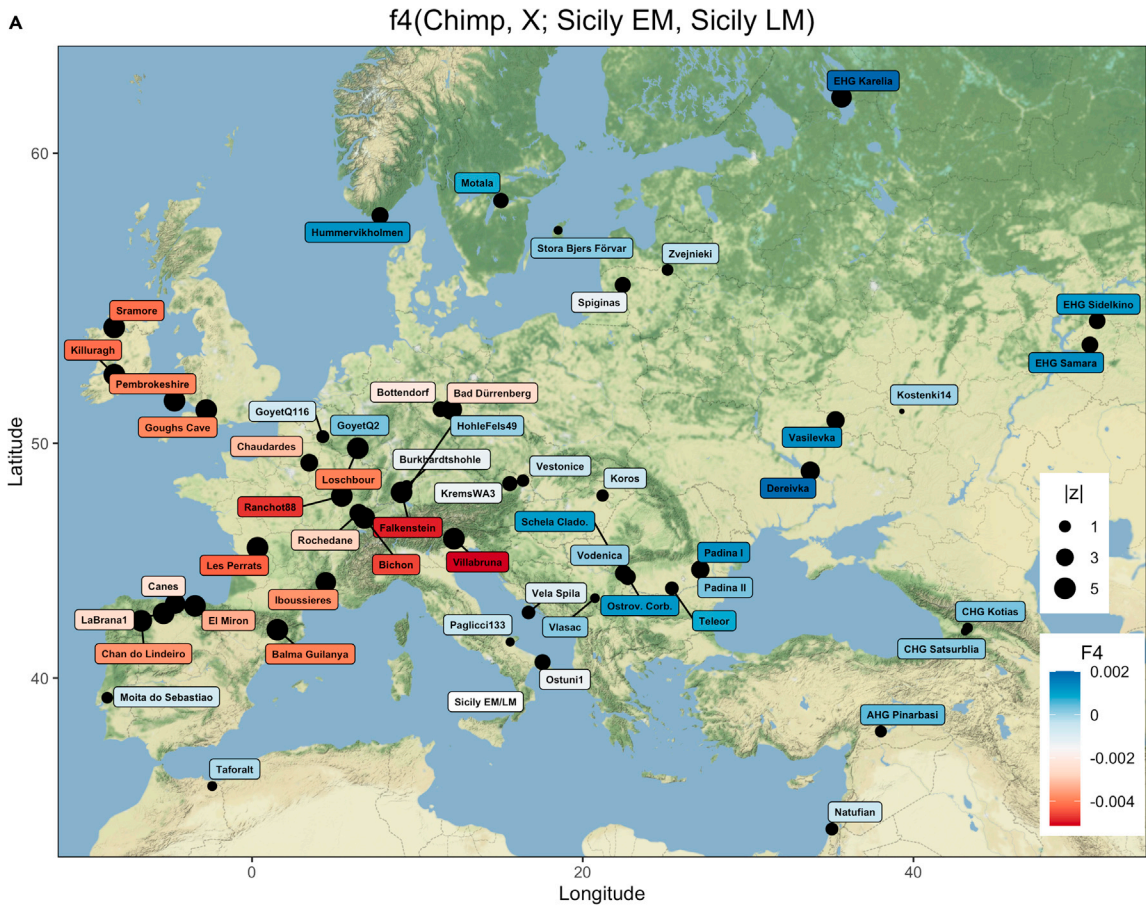 A
f4(Chimp, X; Sicily EM, Sicily LM)
EHG Karelia
60
Motala
Hummervikholmen
Stora Bjers Förvar
Zvejnieki
Spiginas
EHG Sidelkino
Sramore
Killuragh
EHG Samara
Pembrokeshire
Bottendorf
Bad Dürrenberg
Kostenki14
GoyetQ116
GoyetQ2
HohleFels49
Goughs Cave
Vasilevka
50
Chaudardes
Burkhardtshohle
Vestonice
Loschbour
Koros
KremsWA3
Dereivka
Ranchot88
Schela Clado.
Falkenstein
Rochedane
Vodenica
Padina I
Les Perrats
Bichon
Villabruna
Canes
Iboussieres
Vela Spila
Padina II
LaBrana1
El Miron
Ostrov. Corb.
CHG Kotias
Paglicci133
Vlasac
Teleor
Chan do Lindeiro
Balma Guilanya
CHG Satsurblia
Ostuni1
40
Moita do Sebastiao
Sicily EM/LM
AHG Pinarbasi
Taforalt
Natufian
|z|
1
3
5
F4
0.002
0
-0.002
-0.004
0
20
40
Longitude
Latitude